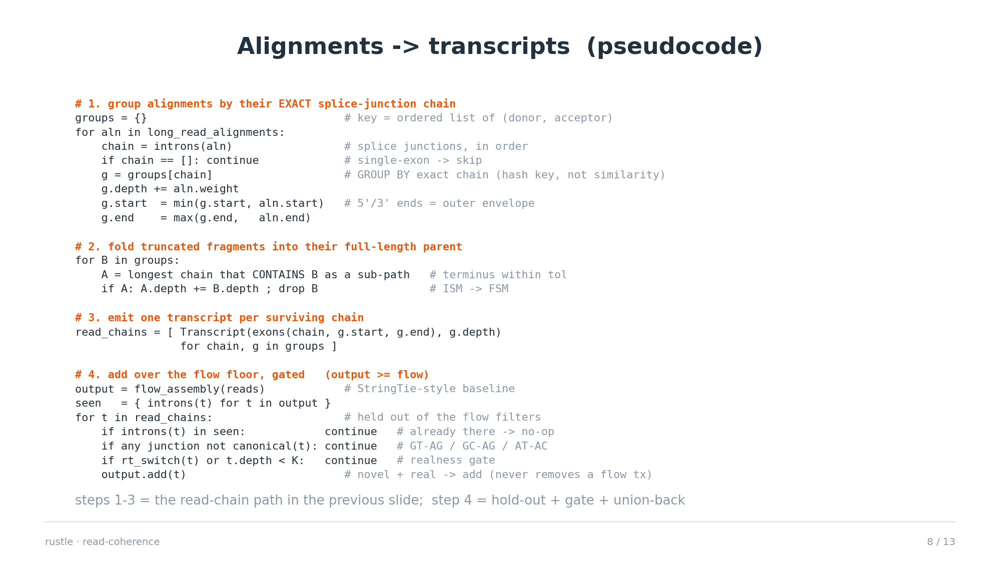 Alignments -> transcripts  (pseudocode)
# 1. group alignments by their EXACT splice-junction chain
groups = {}                              # key = ordered list of (donor, acceptor)
for aln in long_read_alignments:
    chain = introns(aln)                 # splice junctions, in order
    if chain == []: continue             # single-exon -> skip
    g = groups[chain]                    # GROUP BY exact chain (hash key, not similarity)
    g.depth += aln.weight
    g.start  = min(g.start, aln.start)   # 5'/3' ends = outer envelope
    g.end    = max(g.end,   aln.end)
# 2. fold truncated fragments into their full-length parent
for B in groups:
    A = longest chain that CONTAINS B as a sub-path   # terminus within tol
    if A: A.depth += B.depth ; drop B                 # ISM -> FSM
# 3. emit one transcript per surviving chain
read_chains = [ Transcript(exons(chain, g.start, g.end), g.depth)
                for chain, g in groups ]
# 4. add over the flow floor, gated   (output >= flow)
output = flow_assembly(reads)            # StringTie-style baseline
seen   = { introns(t) for t in output }
for t in read_chains:                    # held out of the flow filters
    if introns(t) in seen:            continue   # already there -> no-op
    if any junction not canonical(t): continue   # GT-AG / GC-AG / AT-AC
    if rt_switch(t) or t.depth < K:   continue   # realness gate
    output.add(t)                        # novel + real -> add (never removes a flow tx)
steps 1-3 = the read-chain path in the previous slide;  step 4 = hold-out + gate + union-back
rustle · read-coherence
8 / 13